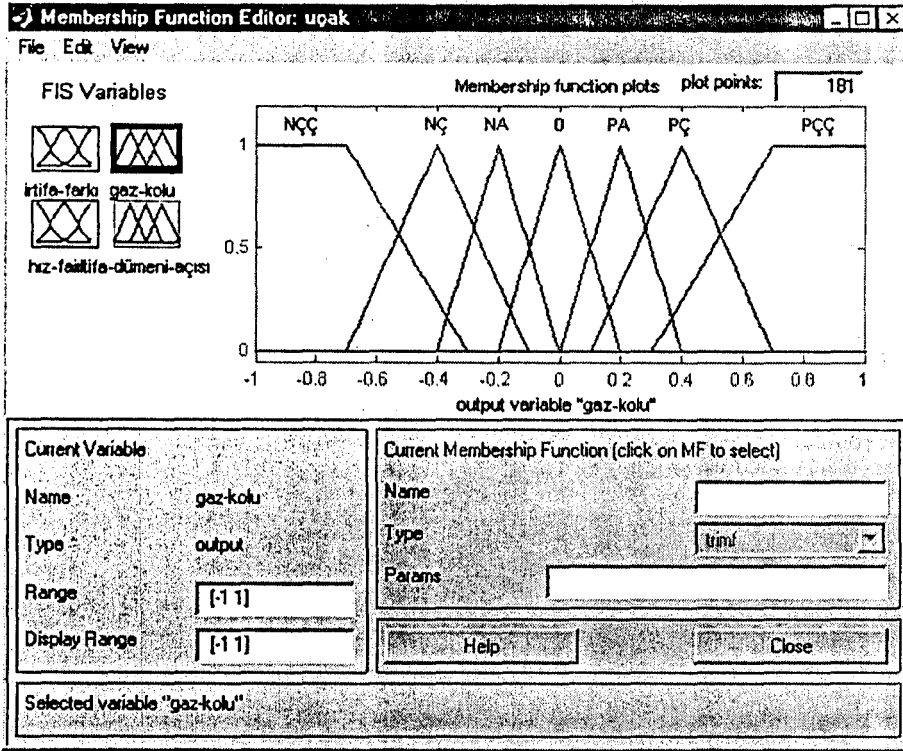 Membership Function Editor: uçak
File Edit View
FIS Variables
Membership function plots plot points: 181
NÇÇ NÇ NA 0 PA PÇ PÇÇ
1
0.5
0
-1 -0.8 -0.6 -0.4 -0.2 0 0.2 0.4 0.6 0.8 1
output variable "gaz-kolu"
irtifa-farkı gaz-kolu
hız-fairtifa-dümeni-açısı
Current Variable
Name gaz-kolu
Type output
Range [-1 1]
Display Range [-1 1]
Current Membership Function (click on MF to select)
Name
Type trimf
Params
Help Close
Selected variable "gaz-kolu"